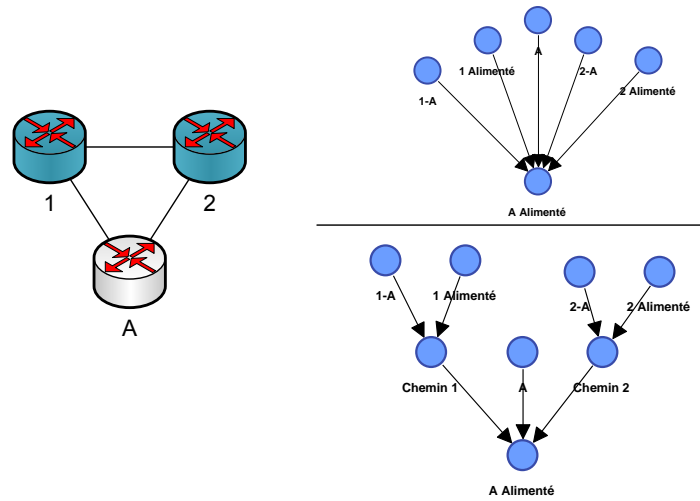 1
2
A
A
1 Alimenté
2-A
1-A
2 Alimenté
A Alimenté
1-A
1 Alimenté
2-A
2 Alimenté
Chemin 1
A
Chemin 2
A Alimenté